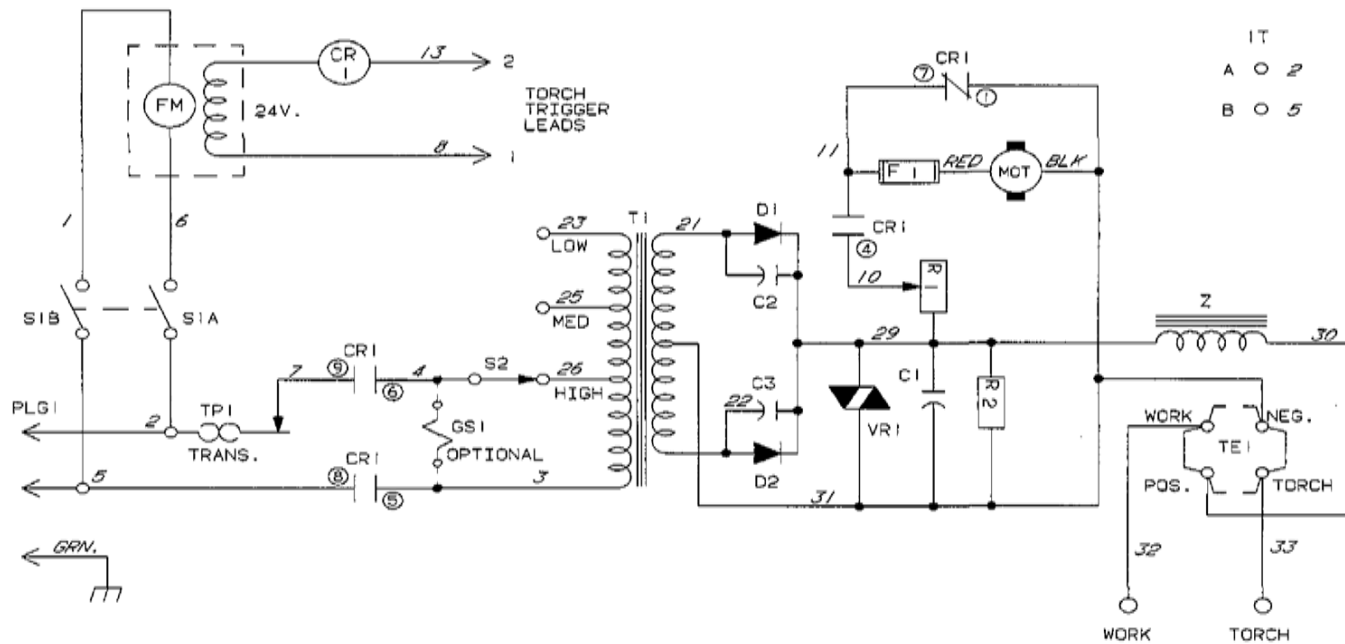 CR
1
13
2
FM
24V.
TORCH
TRIGGER
LEADS
8
1
IT
A 2
B 5
CR1
7
1
11
F1
RED
MOT
BLK
CR1
4
10
R
1
1
6
S1B
S1A
23
LOW
25
MED
26
HIGH
T1
21
D1
C2
C3
22
D2
29
VR1
C1
R2
31
Z
30
7
CR1
9
6
4
S2
GS1
OPTIONAL
PLG1
2
TP1
TRANS.
5
CR1
8
5
3
GRN.
WORK
NEG.
TE1
POS.
TORCH
32
33
WORK
TORCH